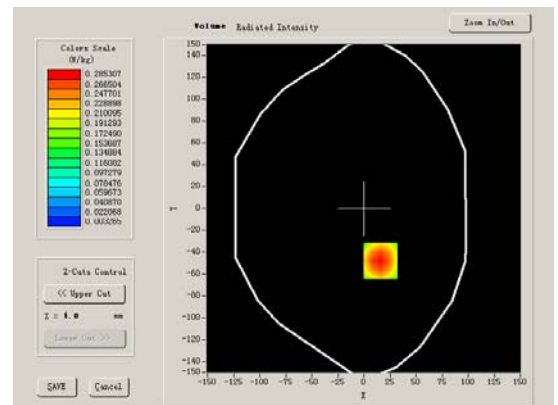 Volume Radiated Intensity
Zoom In/Out
Colors Scale
(W/kg)
0.285307
0.266504
0.247701
0.228898
0.210095
0.191293
0.172490
0.153687
0.134884
0.116082
0.097279
0.078476
0.059673
0.040870
0.022068
0.003265
Z-Cuts Control
<< Upper Cut
Z = 4.0 mm
Lower Cut >>
SAVE
Cancel
150
140
120
100
80
60
40
20
0
-20
-40
-60
-80
-100
-120
-140
-150
Y
-150 -125 -100 -75 -50 -25 0 25 50 75 100 125 150
X